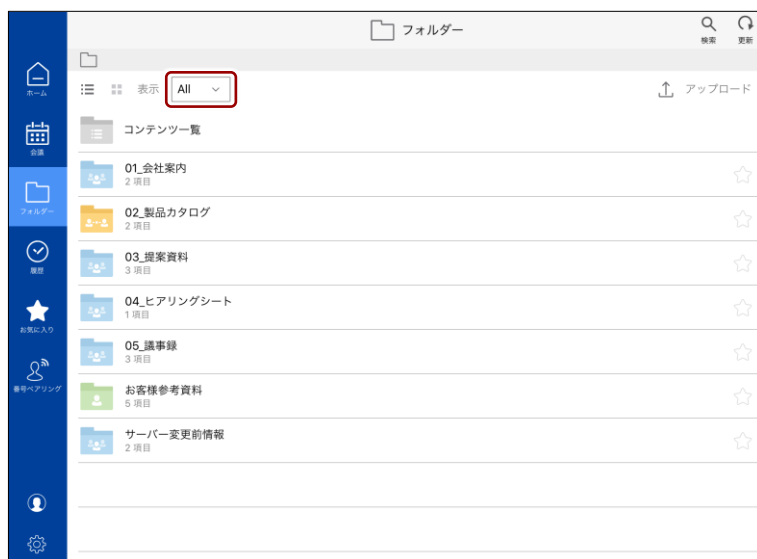 フォルダー
検索
更新
表示
All
アップロード
ホーム
会議
フォルダー
履歴
お気に入り
番号ペアリング
コンテンツ一覧
01_会社案内
2 項目
02_製品カタログ
2 項目
03_提案資料
3 項目
04_ヒアリングシート
1 項目
05_議事録
3 項目
お客様参考資料
5 項目
サーバー変更前情報
2 項目